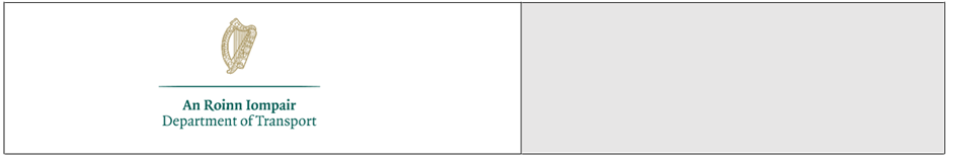 An Roinn Iompair
Department of Transport